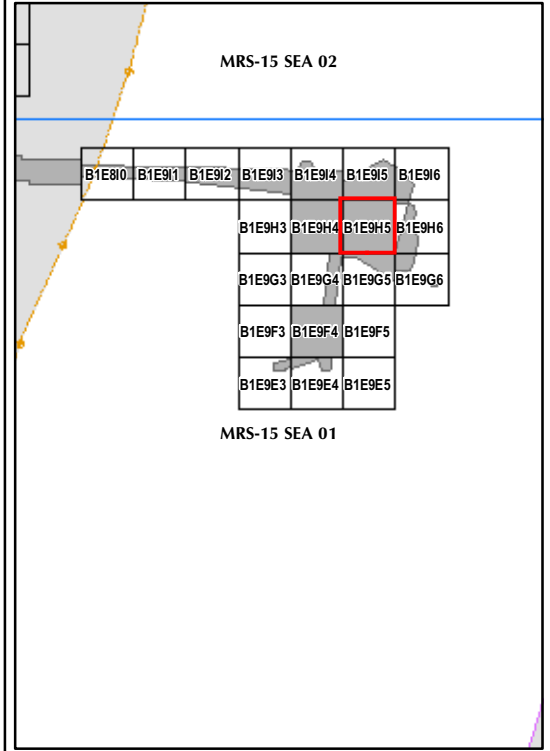 MRS-15 SEA 02
B1E8I0 B1E9I1 B1E9I2 B1E9I3 B1E9I4 B1E9I5 B1E9I6
B1E9H3 B1E9H4 B1E9H5 B1E9H6
B1E9G3 B1E9G4 B1E9G5 B1E9G6
B1E9F3 B1E9F4 B1E9F5
B1E9E3 B1E9E4 B1E9E5
MRS-15 SEA 01